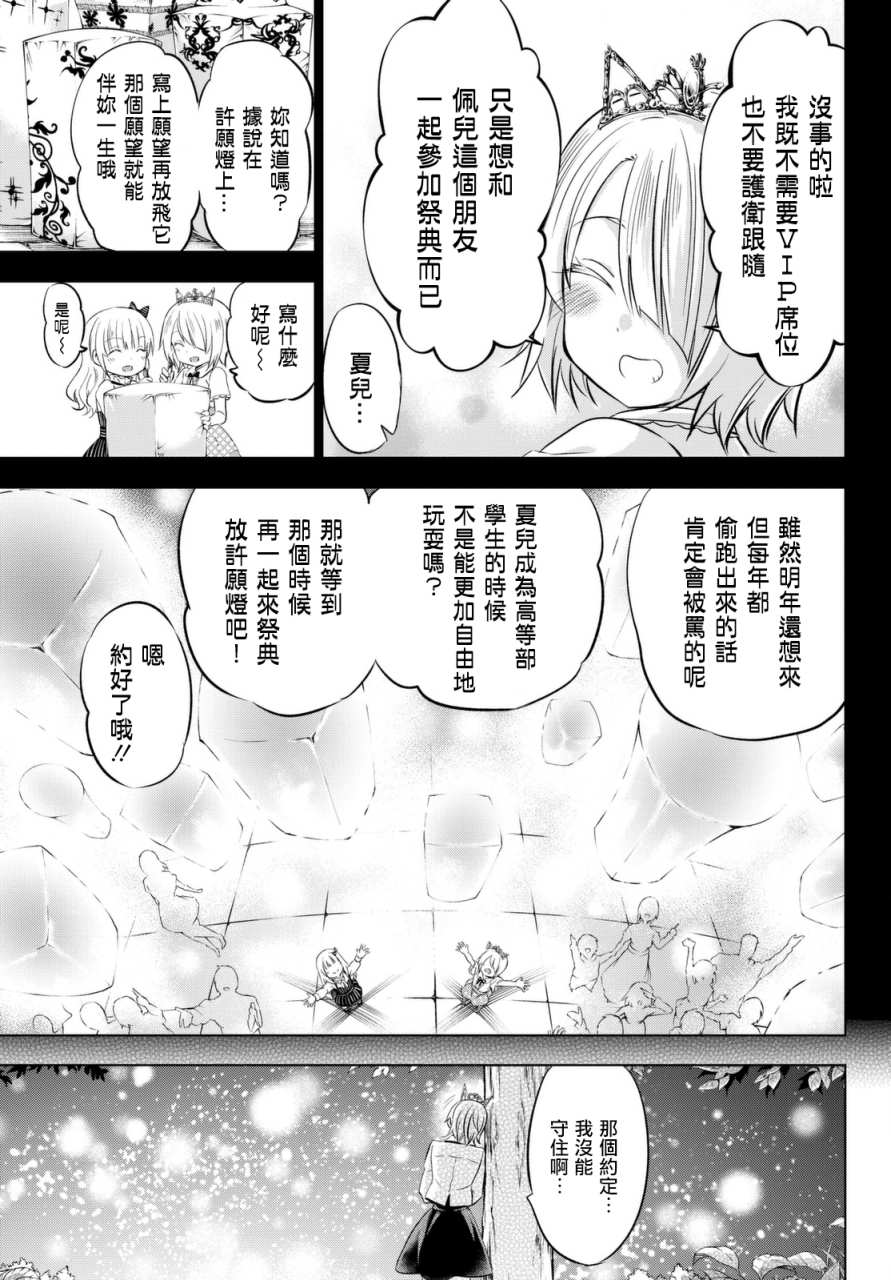 沒事的啦
我既不需要VIP席位
也不要護衛跟隨
只是想和
佩兒這個朋友
一起參加祭典而已
夏兒…
妳知道嗎？
據說在
許願燈上…
寫上願望再放飛它
那個願望就能
伴妳一生哦
寫什麼
好呢～
是呢～
雖然明年還想來
但每年都
偷跑出來的話
肯定會被罵的呢
夏兒成為高等部
學生的時候
不是能更加自由地
玩耍嗎？
那就等到
那個時候
再一起來祭典
放許願燈吧！
嗯
約好了哦!!
那個約定…
我沒能
守住啊…